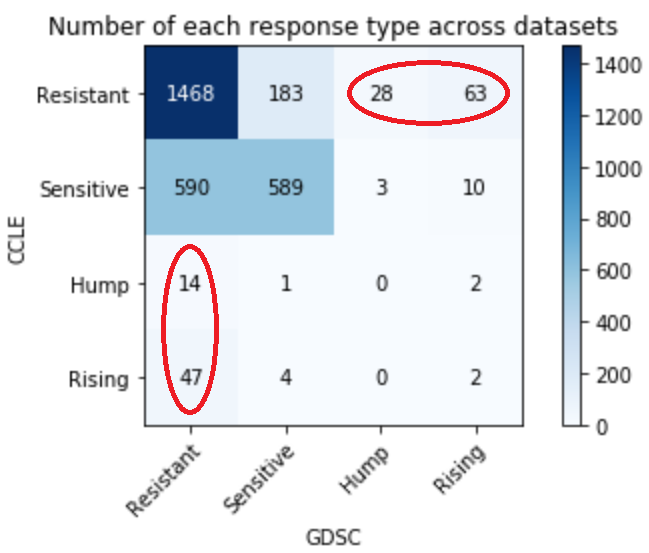 Number of each response type across datasets
Resistant 1468 183 28 63
Sensitive 590 589 3 10
Hump 14 1 0 2
Rising 47 4 0 2
CCLE
Resistant Sensitive Hump Rising
GDSC
1400
1200
1000
800
600
400
200
0